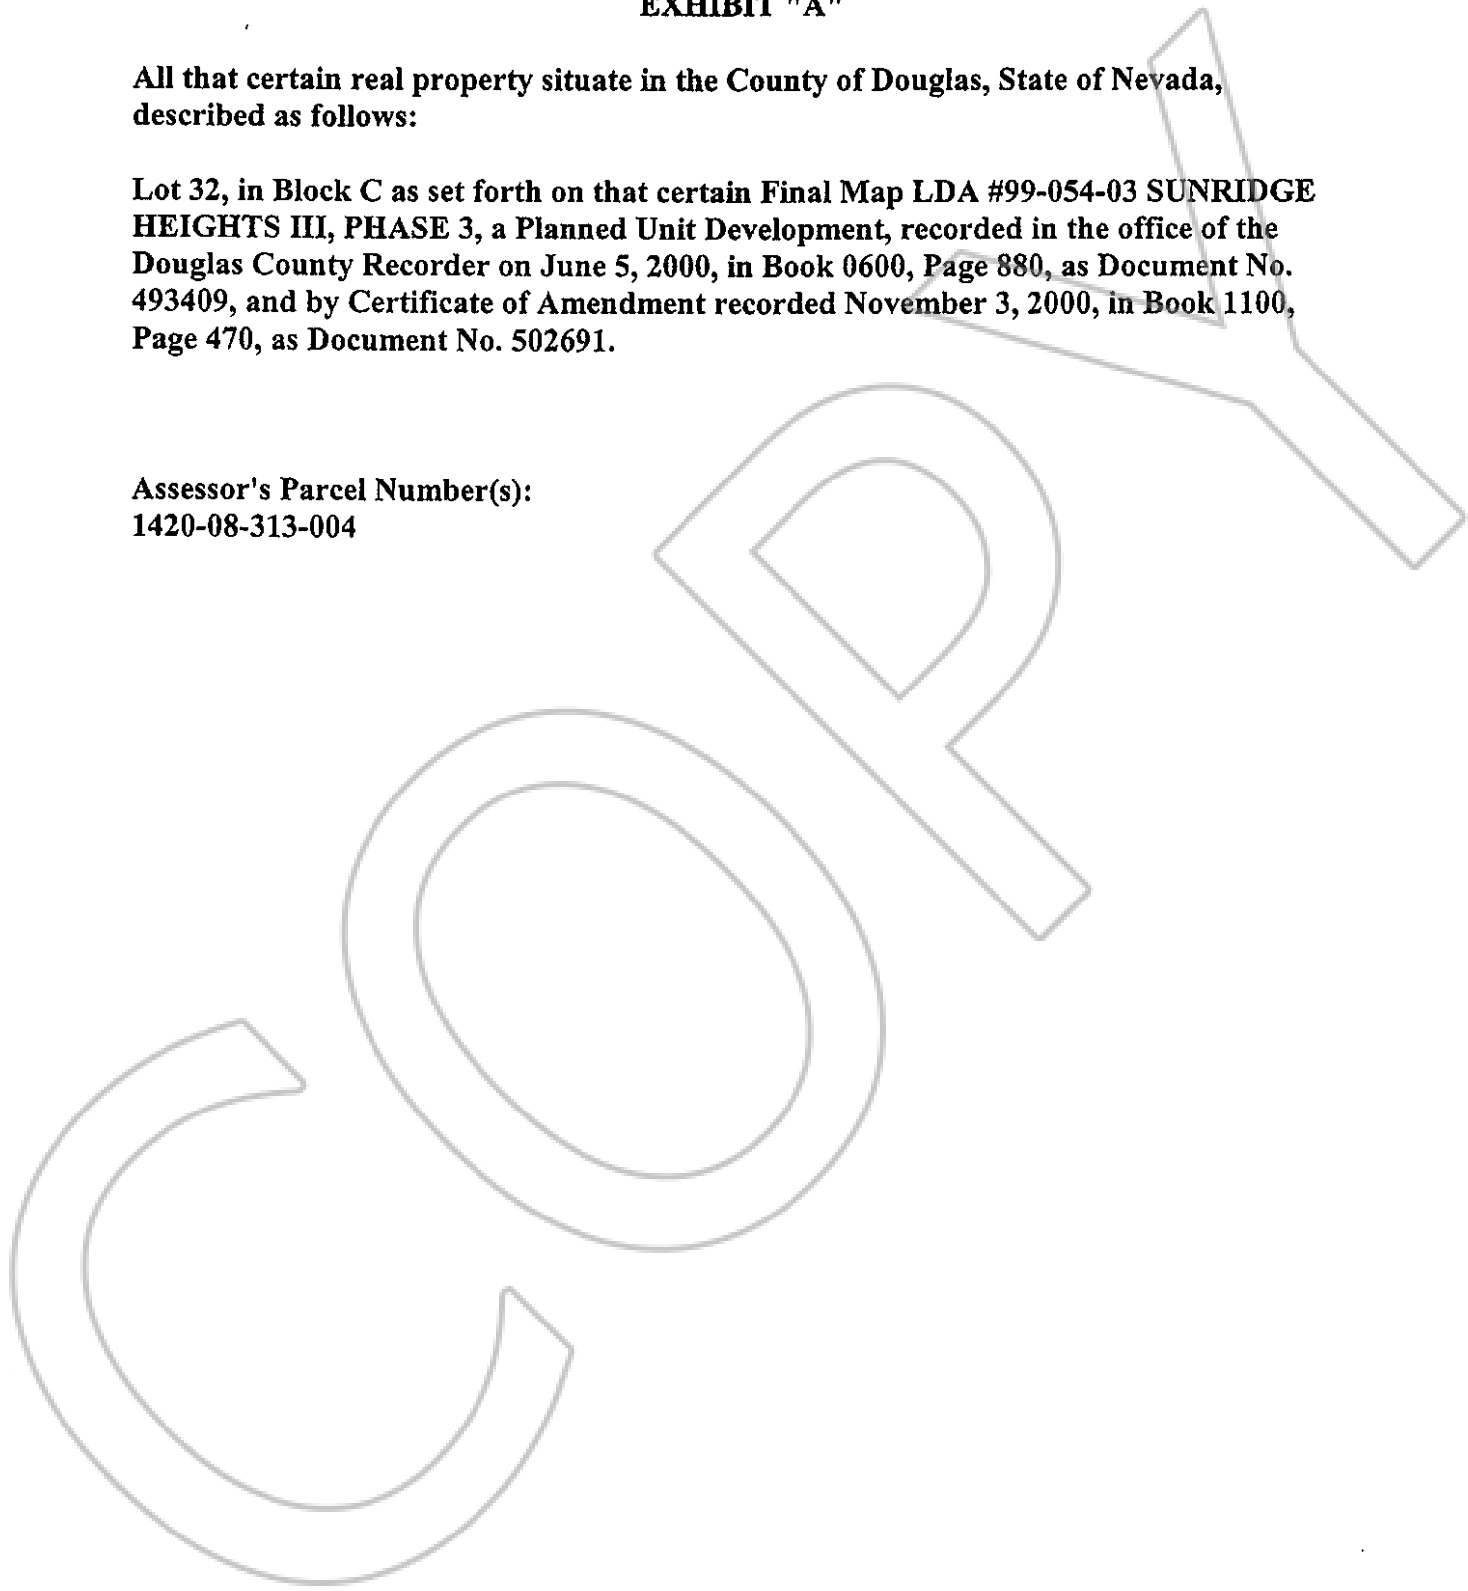 EXHIBIT "A"
All that certain real property situate in the County of Douglas, State of Nevada,
described as follows:
Lot 32, in Block C as set forth on that certain Final Map LDA #99-054-03 SUNRIDGE
HEIGHTS III, PHASE 3, a Planned Unit Development, recorded in the office of the
Douglas County Recorder on June 5, 2000, in Book 0600, Page 880, as Document No.
493409, and by Certificate of Amendment recorded November 3, 2000, in Book 1100,
Page 470, as Document No. 502691.
Assessor's Parcel Number(s):
1420-08-313-004
COPY